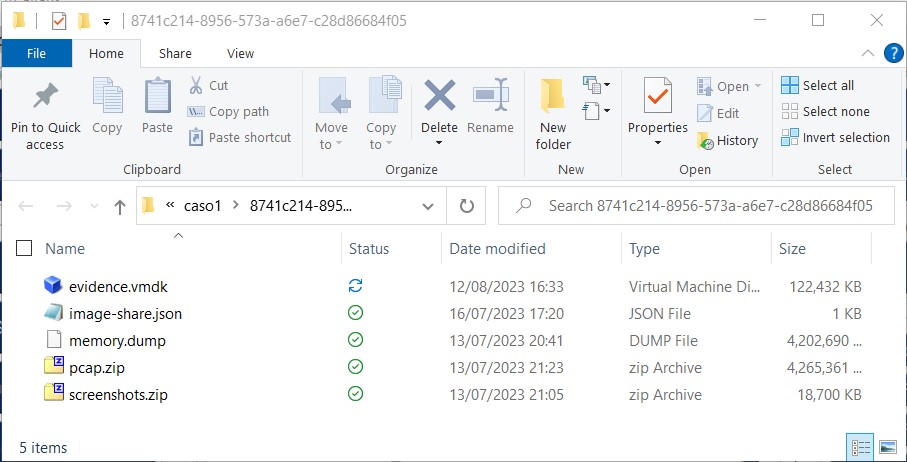 8741c214-8956-573a-a6e7-c28d86684f05
File Home Share View
Pin to Quick access
Copy
Paste
Cut
Copy path
Paste shortcut
Clipboard
Move to
Copy to
Delete
Rename
Organize
New folder
New
Properties
Open
Edit
History
Open
Select all
Select none
Invert selection
Select
« caso1 > 8741c214-895...
Search 8741c214-8956-573a-a6e7-c28d86684f05
Name Status Date modified Type Size
evidence.vmdk 12/08/2023 16:33 Virtual Machine Di... 122,432 KB
image-share.json 16/07/2023 17:20 JSON File 1 KB
memory.dump 13/07/2023 20:41 DUMP File 4,202,690 ...
pcap.zip 13/07/2023 21:23 zip Archive 4,265,361 ...
screenshots.zip 13/07/2023 21:05 zip Archive 18,700 KB
5 items